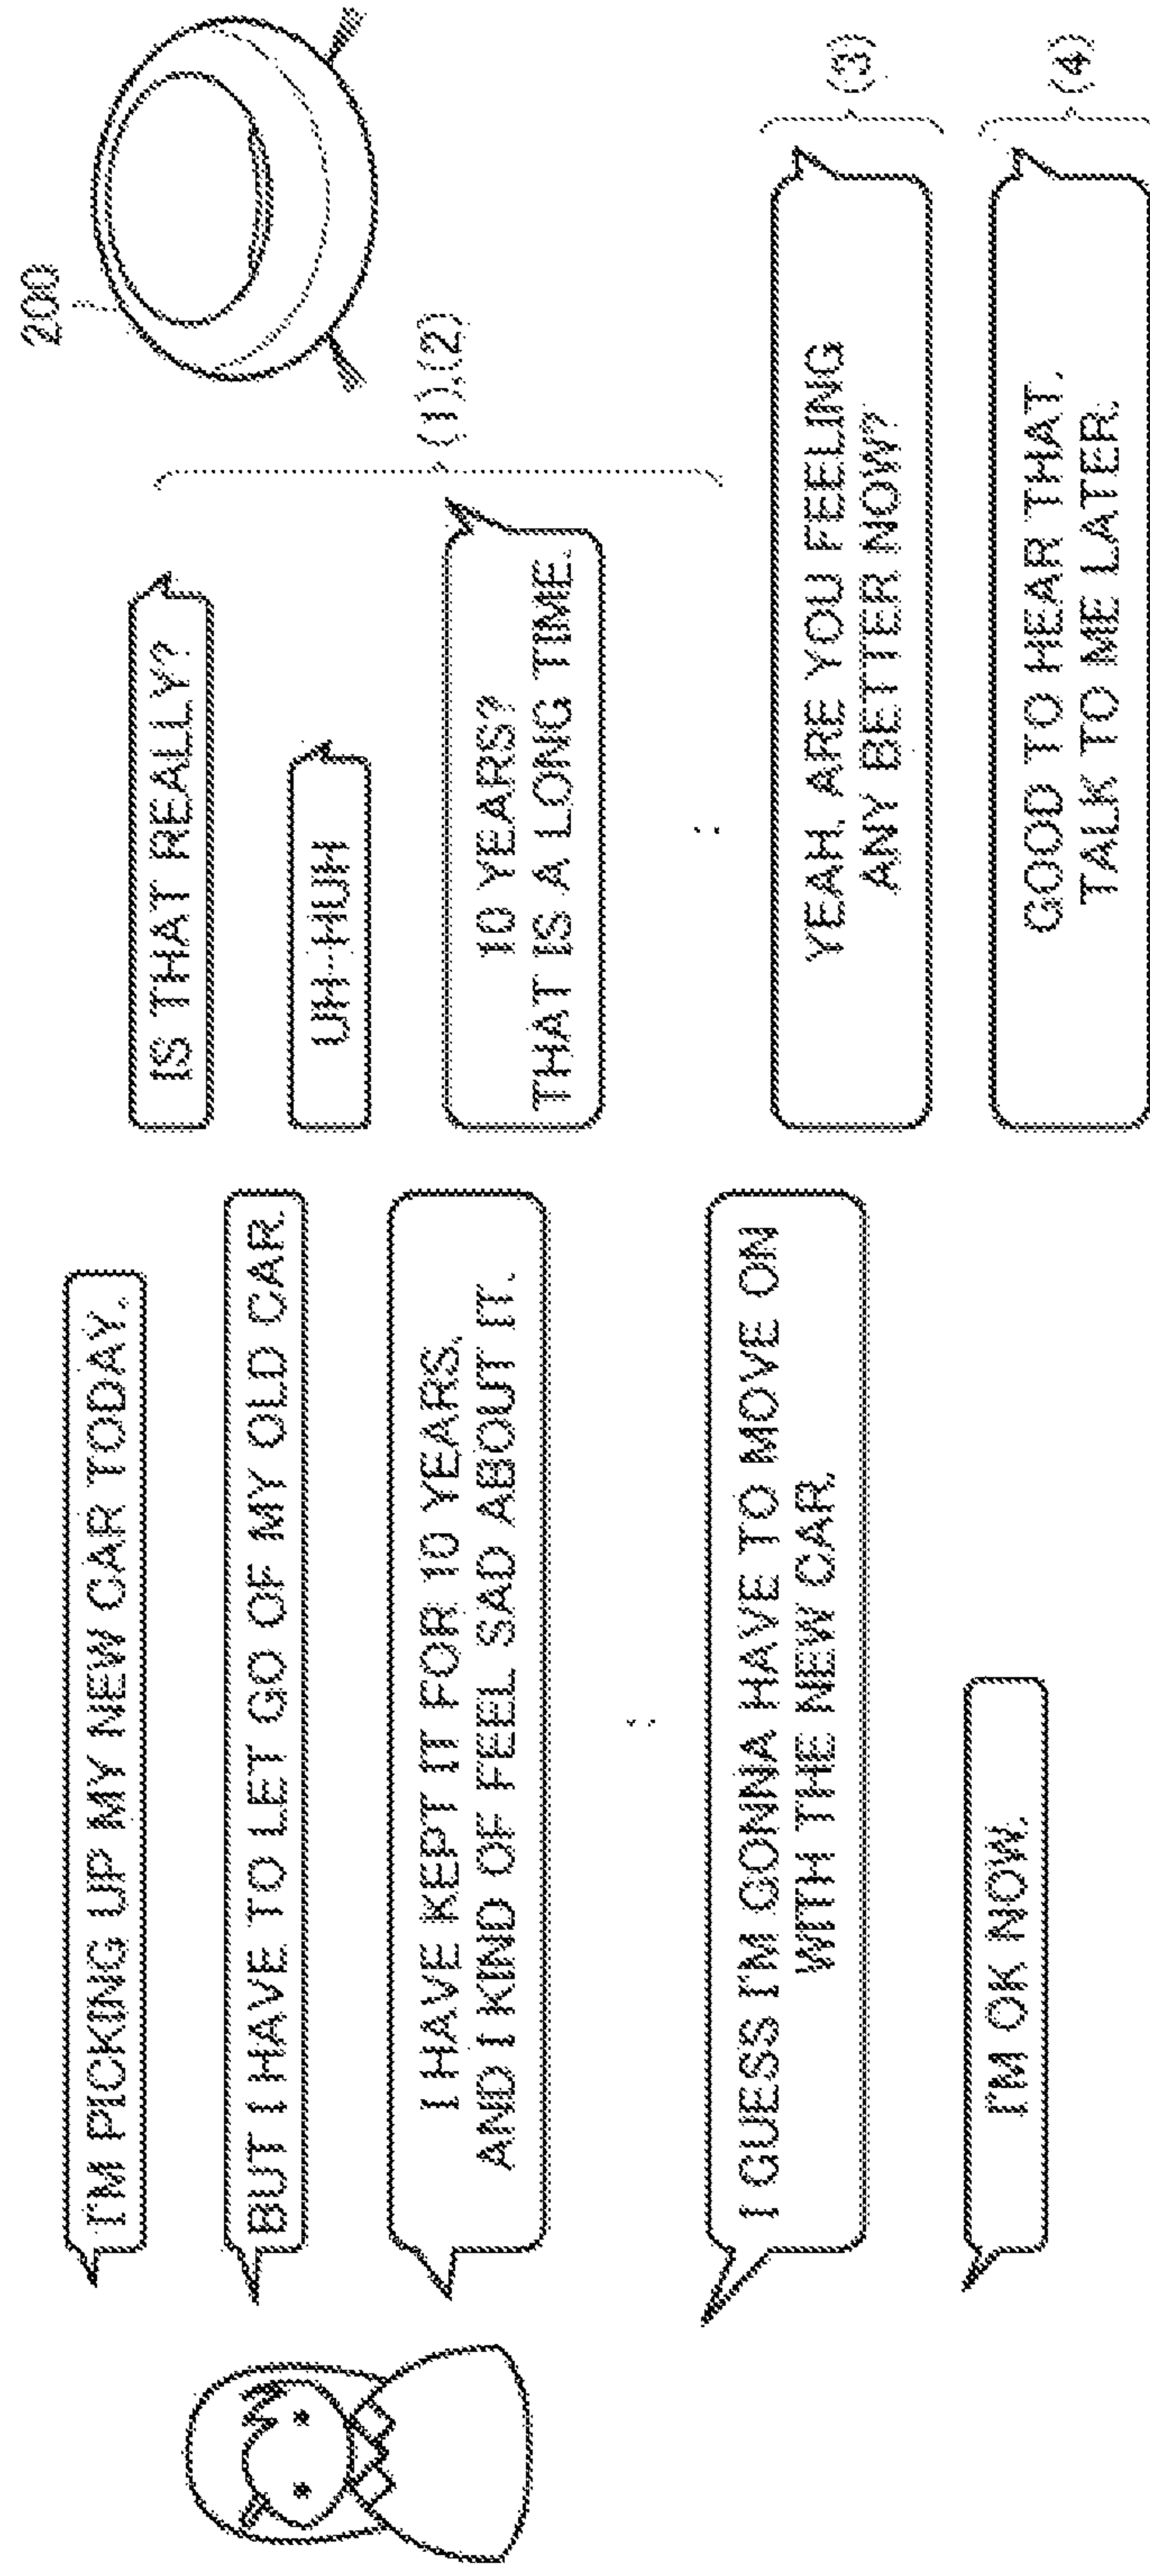 200
I'M PICKING UP MY NEW CAR TODAY.
IS THAT REALLY?
BUT I HAVE TO LET GO OF MY OLD CAR.
UH-HUH
I HAVE KEPT IT FOR 10 YEARS.
AND I KIND OF FEEL SAD ABOUT IT.
10 YEARS?
THAT IS A LONG TIME.
(1),(2)
I GUESS I'M GONNA HAVE TO MOVE ON
WITH THE NEW CAR.
YEAH. ARE YOU FEELING
ANY BETTER NOW?
(3)
I'M OK NOW.
GOOD TO HEAR THAT.
TALK TO ME LATER.
(4)